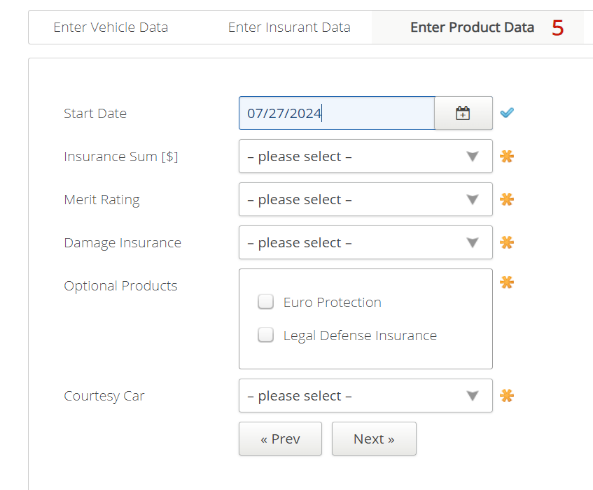 Enter Vehicle Data Enter Insurant Data Enter Product Data 5
Start Date 07/27/2024
Insurance Sum [$] – please select –
Merit Rating – please select –
Damage Insurance – please select –
Optional Products
Euro Protection
Legal Defense Insurance
Courtesy Car – please select –
« Prev Next »